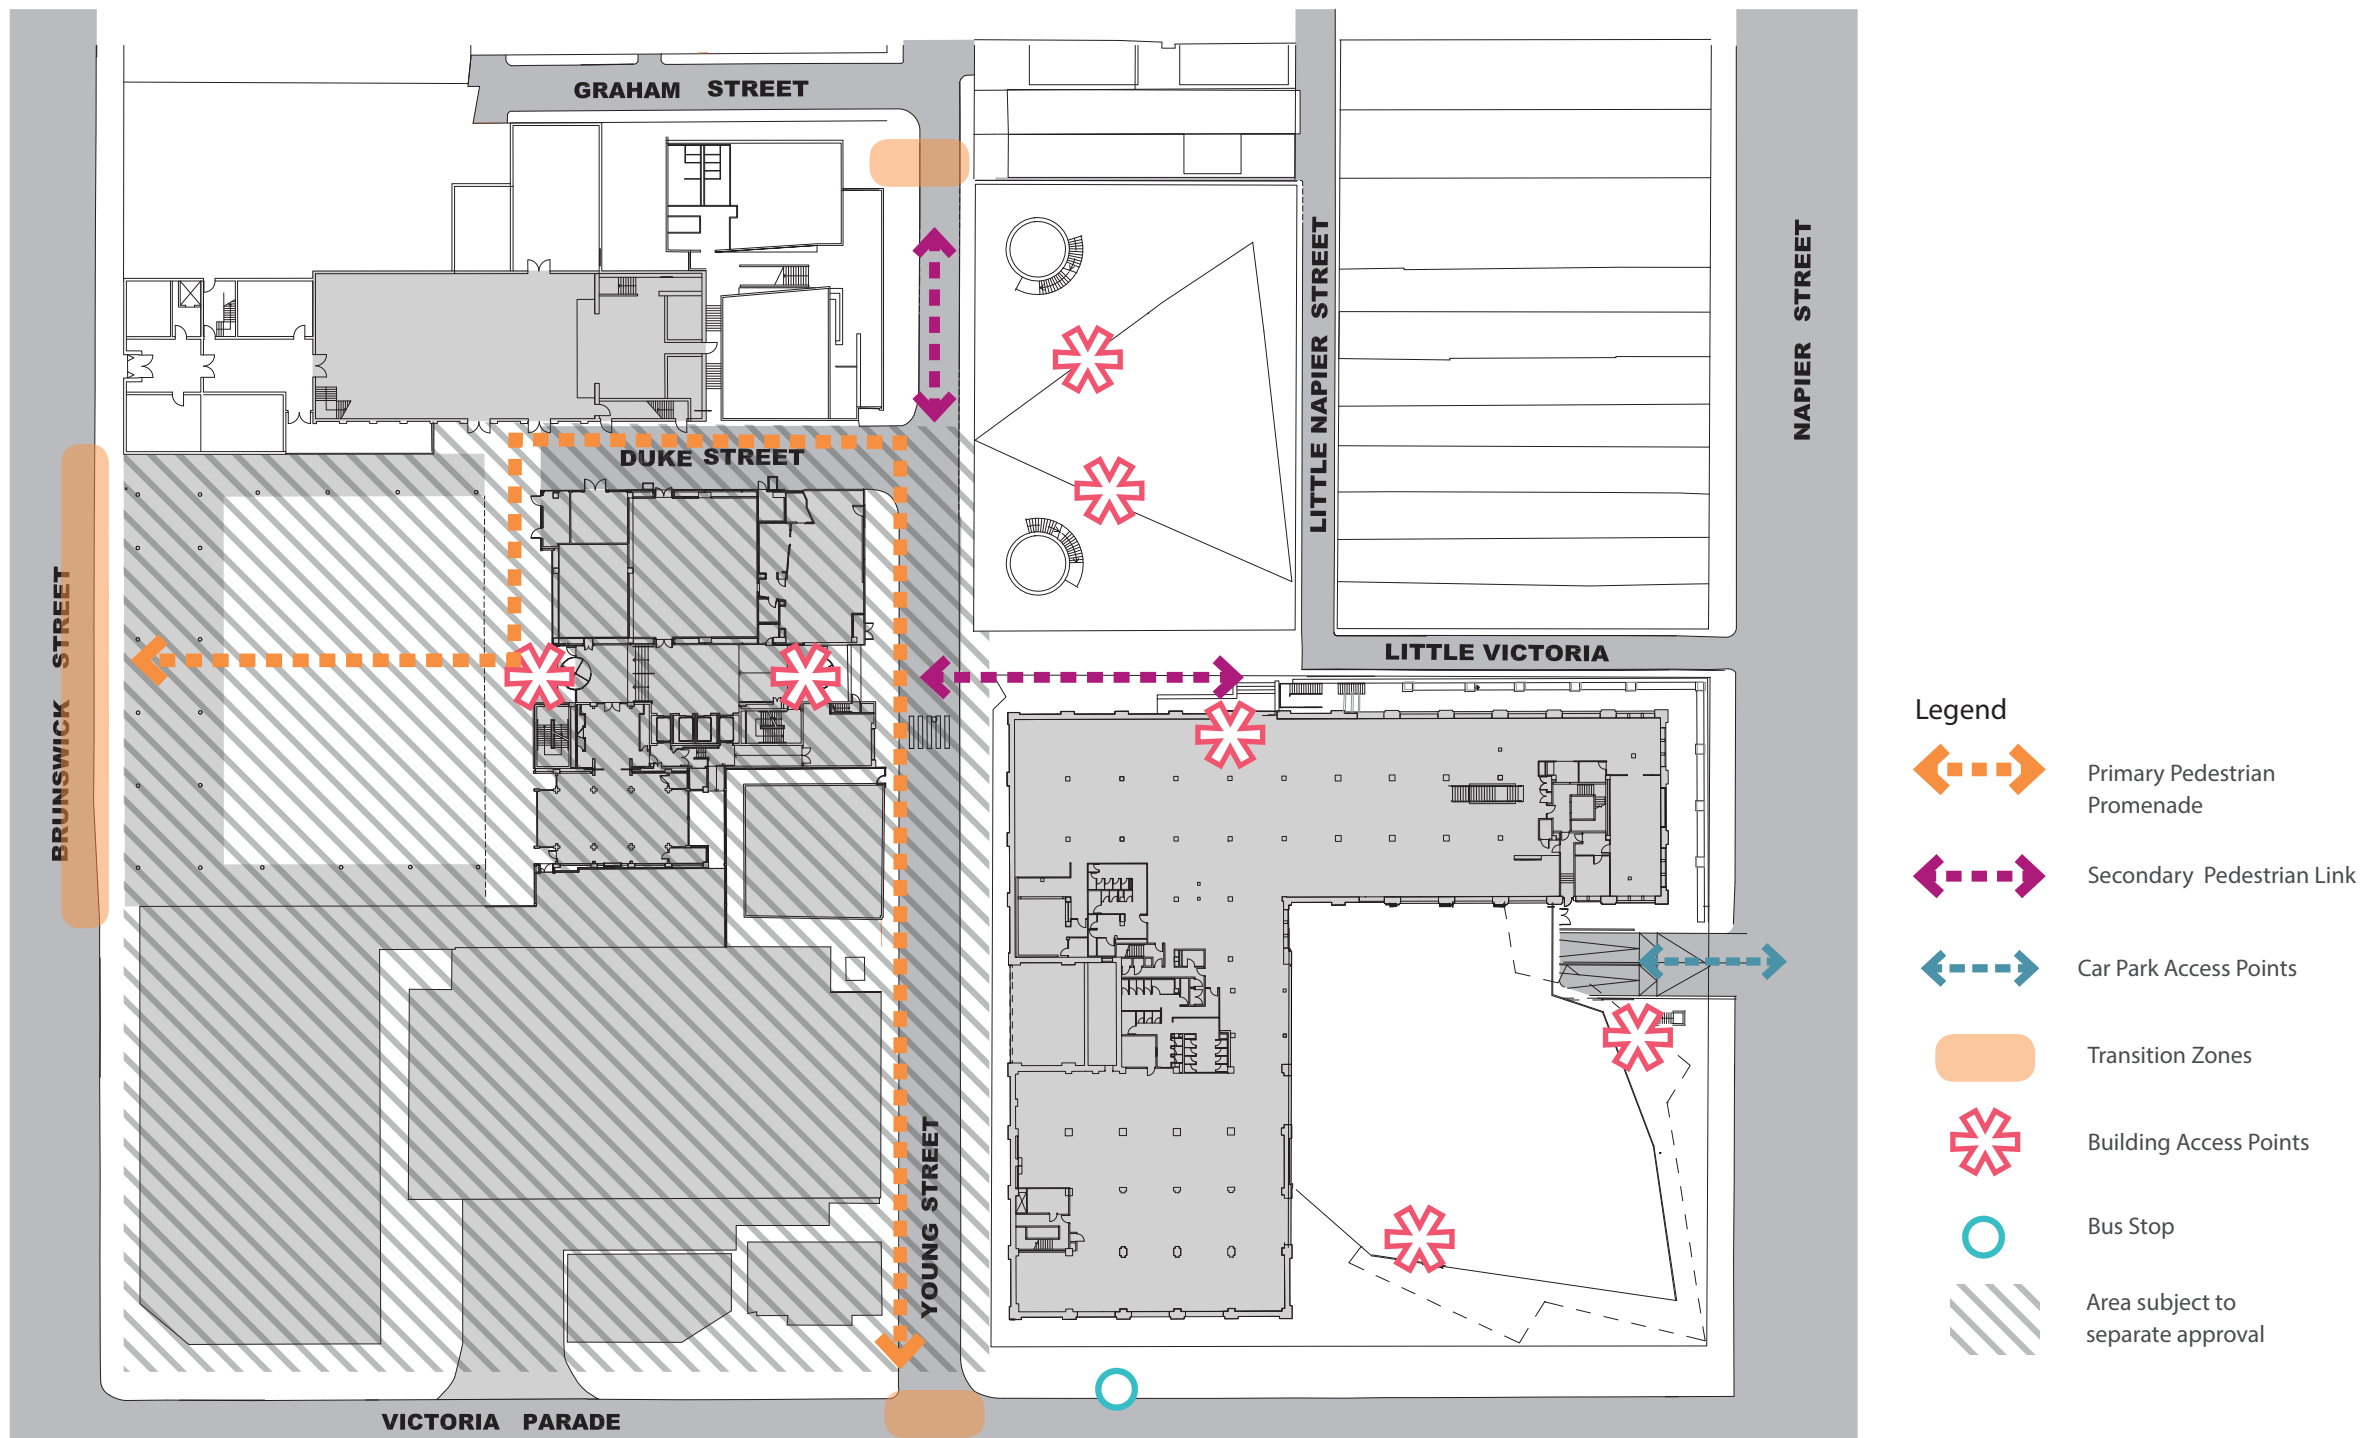 GRAHAM STREET
DUKE STREET
BRUNSWICK STREET
LITTLE NAPIER STREET
NAPIER STREET
LITTLE VICTORIA
YOUNG STREET
VICTORIA PARADE
Legend
Primary Pedestrian
Promenade
Secondary Pedestrian Link
Car Park Access Points
Transition Zones
Building Access Points
Bus Stop
Area subject to
separate approval